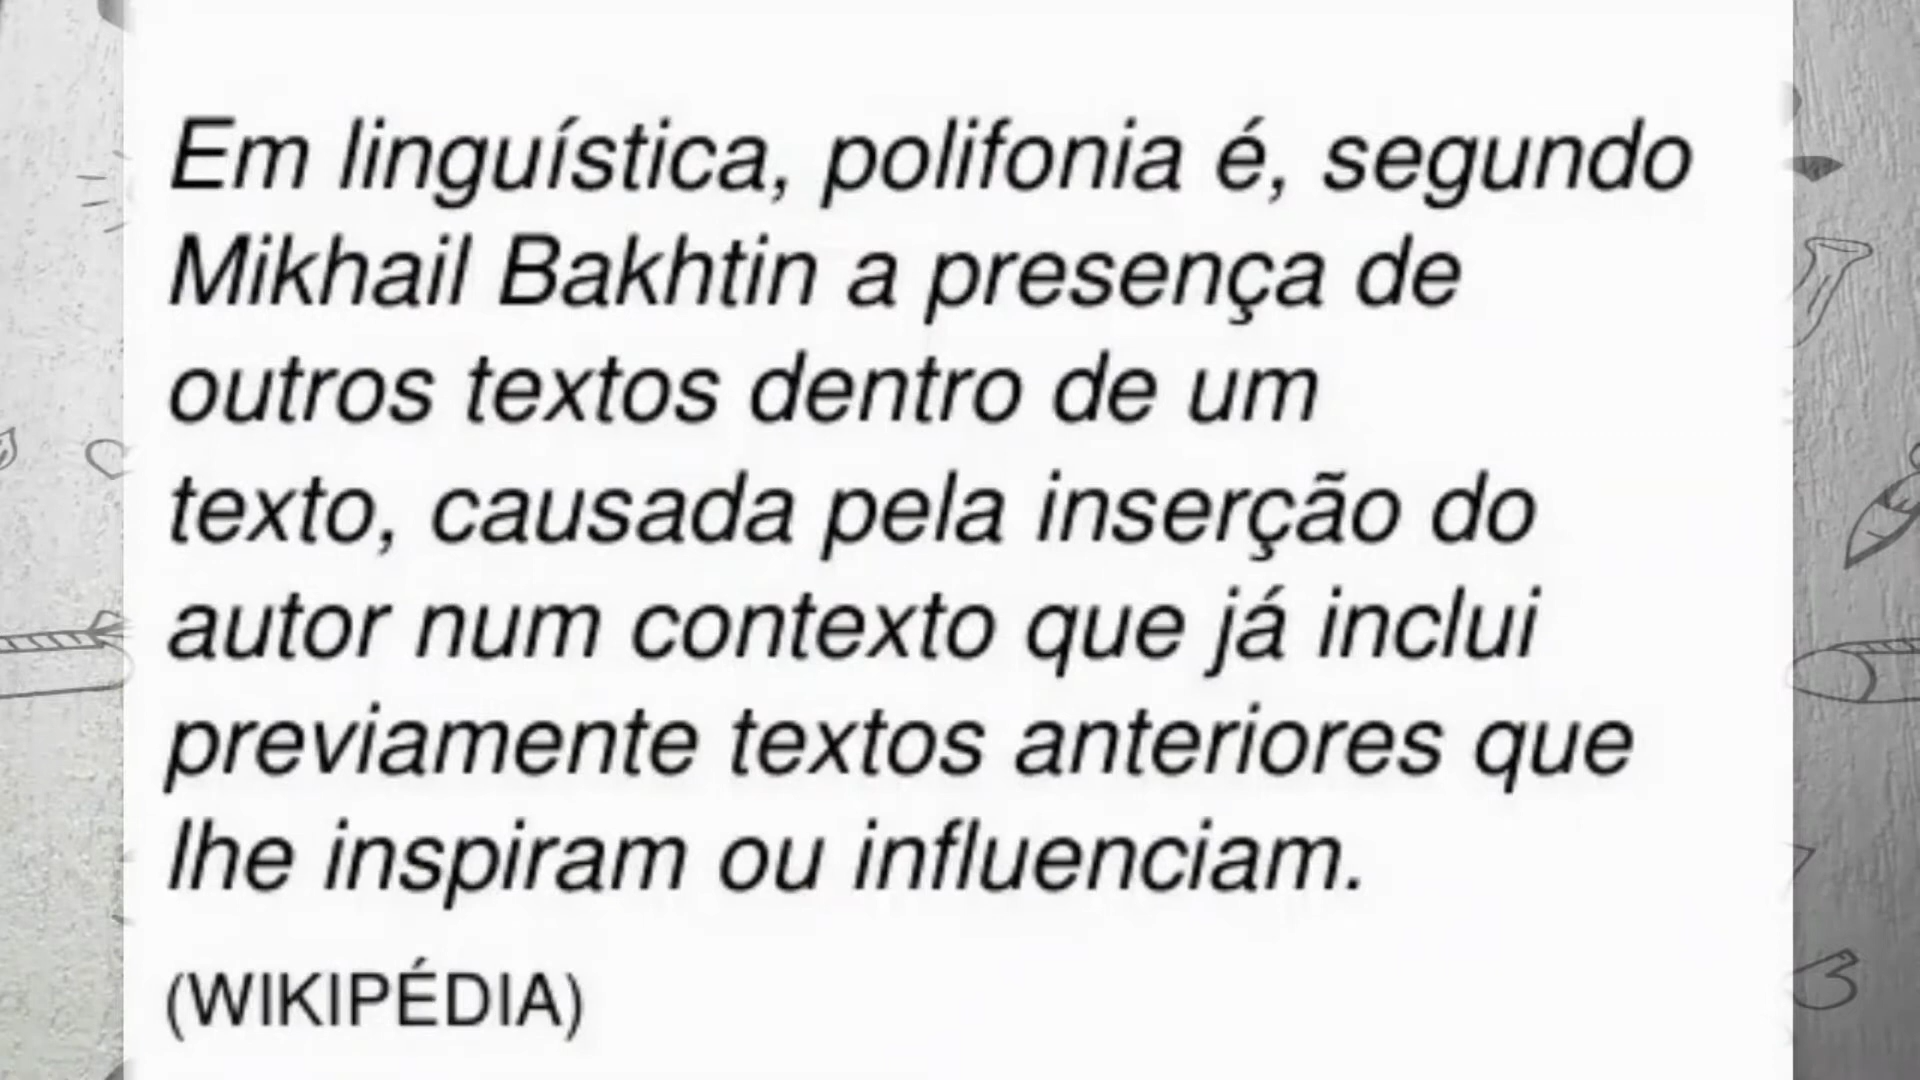 Em linguística, polifonia é, segundo
Mikhail Bakhtin a presença de
outros textos dentro de um
texto, causada pela inserção do
autor num contexto que já inclui
previamente textos anteriores que
lhe inspiram ou influenciam.
(WIKIPÉDIA)